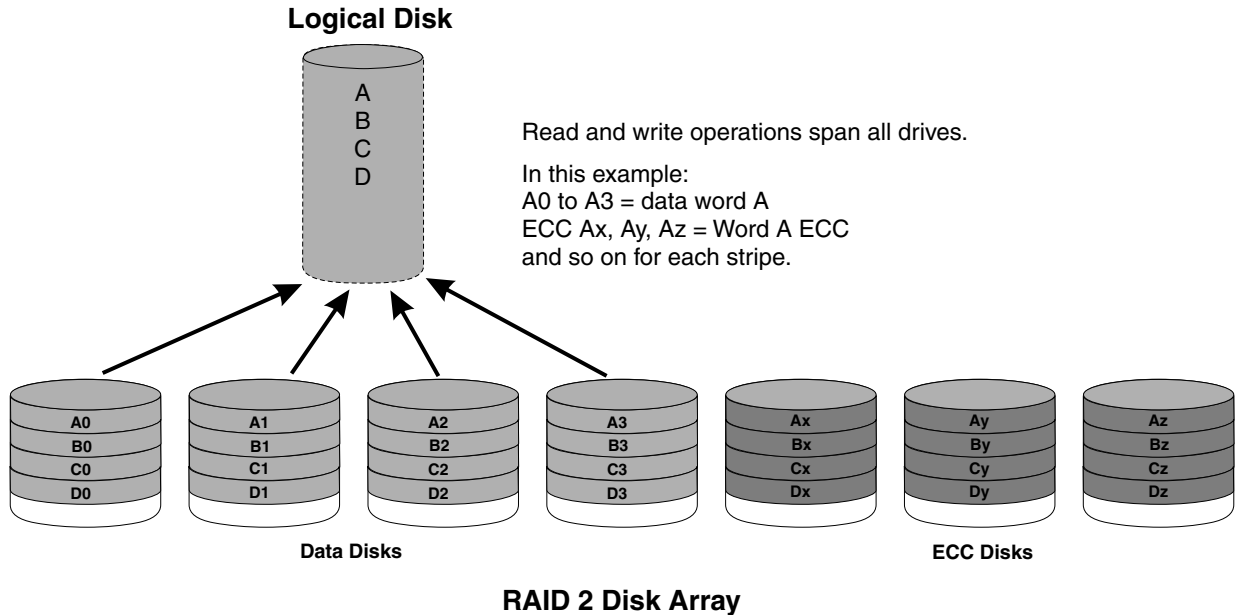 Logical Disk
A
B
C
D
Read and write operations span all drives.
In this example:
A0 to A3 = data word A
ECC Ax, Ay, Az = Word A ECC
and so on for each stripe.
A0 A1 A2 A3 Ax Ay Az
B0 B1 B2 B3 Bx By Bz
C0 C1 C2 C3 Cx Cy Cz
D0 D1 D2 D3 Dx Dy Dz
Data Disks ECC Disks
RAID 2 Disk Array